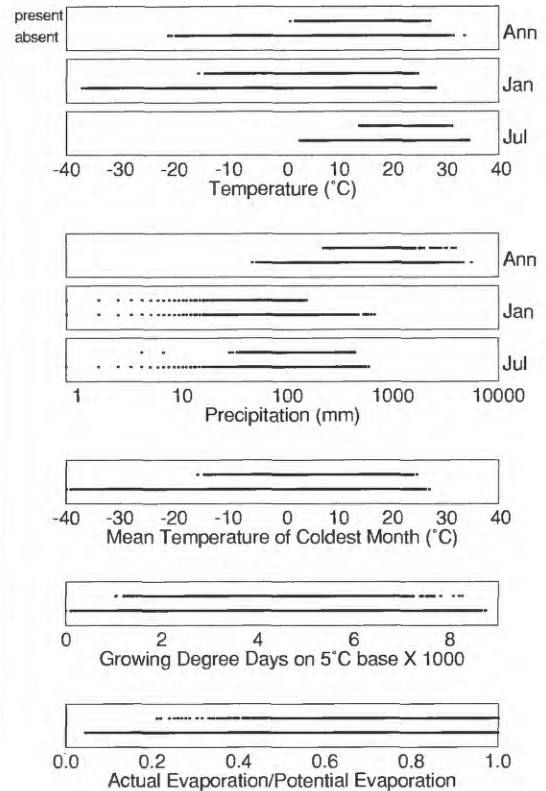 present
absent
Ann
Jan
Jul
-40 -30 -20 -10 0 10 20 30 40
Temperature (˚C)
Ann
Jan
Jul
1 10 100 1000 10000
Precipitation (mm)
-40 -30 -20 -10 0 10 20 30 40
Mean Temperature of Coldest Month (˚C)
0 2 4 6 8
Growing Degree Days on 5˚C base X 1000
0.0 0.2 0.4 0.6 0.8 1.0
Actual Evaporation/Potential Evaporation